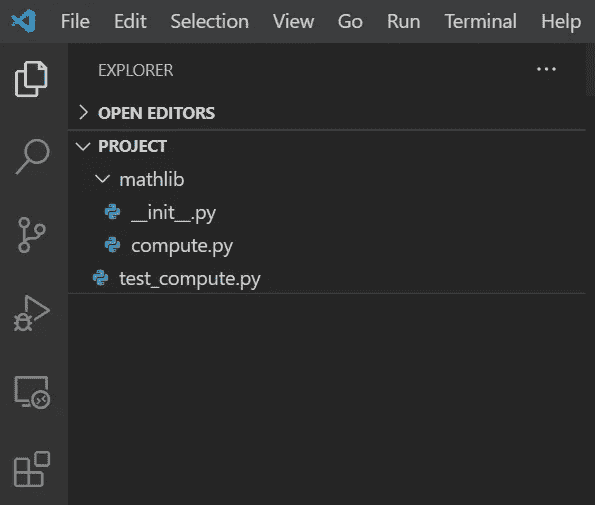 File Edit Selection View Go Run Terminal Help
EXPLORER
OPEN EDITORS
PROJECT
mathlib
__init__.py
compute.py
test_compute.py